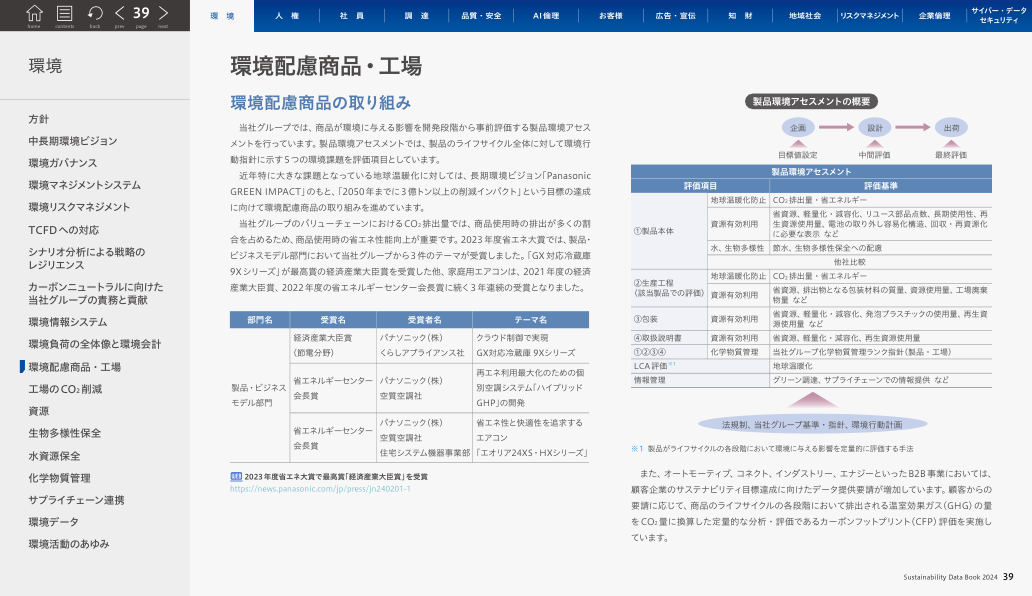 39
home contents back prev page next
環 境
人 権
社 員
調 達
品質・安全
AI倫理
お客様
広告・宣伝
知 財
地域社会
リスクマネジメント
企業倫理
サイバー・データ
セキュリティ
環境
方針
中長期環境ビジョン
環境ガバナンス
環境マネジメントシステム
環境リスクマネジメント
TCFDへの対応
シナリオ分析による戦略の
レジリエンス
カーボンニュートラルに向けた
当社グループの責務と貢献
環境情報システム
環境負荷の全体像と環境会計
環境配慮商品・工場
工場のCO₂削減
資源
生物多様性保全
水資源保全
化学物質管理
サプライチェーン連携
環境データ
環境活動のあゆみ
環境配慮商品・工場
環境配慮商品の取り組み
当社グループでは、商品が環境に与える影響を開発段階から事前評価する製品環境アセス
メントを行っています。製品環境アセスメントでは、製品のライフサイクル全体に対して環境行
動指針に示す5つの環境課題を評価項目としています。
近年特に大きな課題となっている地球温暖化に対しては、長期環境ビジョン「Panasonic
GREEN IMPACT」のもと、「2050年までに3億トン以上の削減インパクト」という目標の達成
に向けて環境配慮商品の取り組みを進めています。
当社グループのバリューチェーンにおけるCO₂排出量では、商品使用時の排出が多くの割
合を占めるため、商品使用時の省エネ性能向上が重要です。2023年度省エネ大賞では、製品・
ビジネスモデル部門において当社グループから3件のテーマが受賞しました。「GX対応冷蔵庫
9Xシリーズ」が最高賞の経済産業大臣賞を受賞した他、家庭用エアコンは、2021年度の経済
産業大臣賞、2022年度の省エネルギーセンター会長賞に続く3年連続の受賞となりました。
部門名 受賞名 受賞者名 テーマ名
製品・ビジネス
モデル部門
経済産業大臣賞
(節電分野)
パナソニック(株)
くらしアプライアンス社
クラウド制御で実現
GX対応冷蔵庫 9Xシリーズ
省エネルギーセンター
会長賞
パナソニック(株)
空質空調社
再エネ利用最大化のための個
別空調システム「ハイブリッド
GHP」の開発
省エネルギーセンター
会長賞
パナソニック(株)
空質空調社
住宅システム機器事業部
省エネ性と快適性を追求する
エアコン
「エオリア24XS・HXシリーズ」
2023年度省エネ大賞で最高賞「経済産業大臣賞」を受賞
https://news.panasonic.com/jp/press/jn240201-1
製品環境アセスメントの概要
企画 設計 出荷
目標値設定 中間評価 最終評価
製品環境アセスメント
評価項目 評価基準
①製品本体
地球温暖化防止 CO₂排出量・省エネルギー
資源有効利用
省資源、軽量化・減容化、リユース部品点数、長期使用性、再
生資源使用量、電池の取り外し容易化構造、回収・再資源化
に必要な表示 など
水、生物多様性 節水、生物多様性保全への配慮
他社比較
②生産工程
(該当製品での評価)
地球温暖化防止 CO₂排出量・省エネルギー
資源有効利用
省資源、排出物となる包装材料の質量、資源使用量、工場廃棄
物量 など
③包装 資源有効利用
省資源、軽量化・減容化、発泡プラスチックの使用量、再生資
源使用量 など
④取扱説明書 資源有効利用 省資源、軽量化・減容化、再生資源使用量
①②③④ 化学物質管理 当社グループ化学物質管理ランク指針(製品・工場)
LCA評価※1 地球温暖化
情報管理 グリーン調達、サプライチェーンでの情報提供 など
法規制、当社グループ基準・指針、環境行動計画
※1 製品がライフサイクルの各段階において環境に与える影響を定量的に評価する手法
また、オートモーティブ、コネクト、インダストリー、エナジーといったB2B事業においては、
顧客企業のサステナビリティ目標達成に向けたデータ提供要請が増加しています。顧客からの
要請に応じて、商品のライフサイクルの各段階において排出される温室効果ガス(GHG)の量
をCO₂量に換算した定量的な分析・評価であるカーボンフットプリント(CFP)評価を実施し
ています。
Sustainability Data Book 2024 39